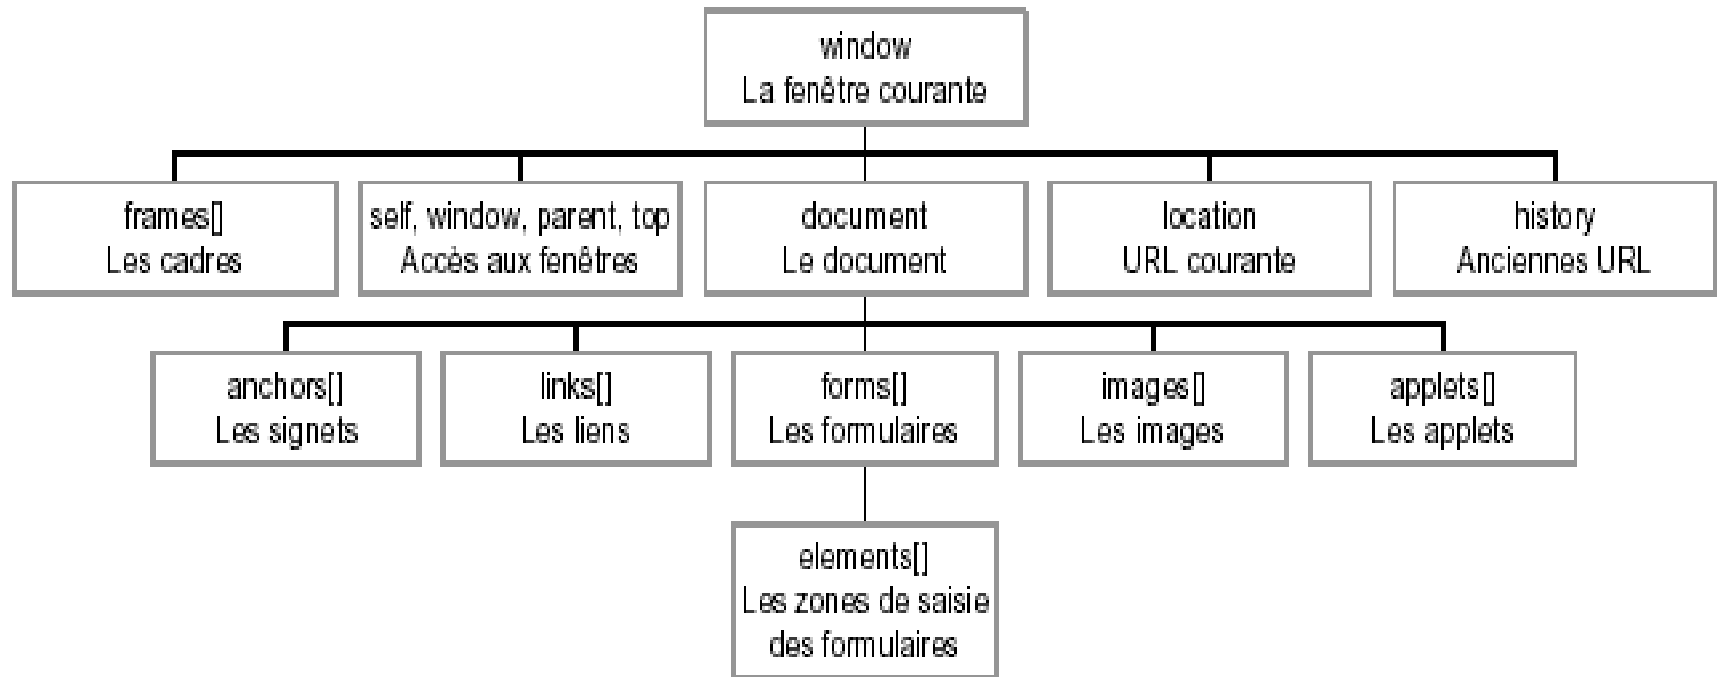 window
La fenêtre courante
frames[]
Les cadres
self, window, parent, top
Accès aux fenêtres
document
Le document
location
URL courante
history
Anciennes URL
anchors[]
Les signets
links[]
Les liens
forms[]
Les formulaires
images[]
Les images
applets[]
Les applets
elements[]
Les zones de saisie
des formulaires